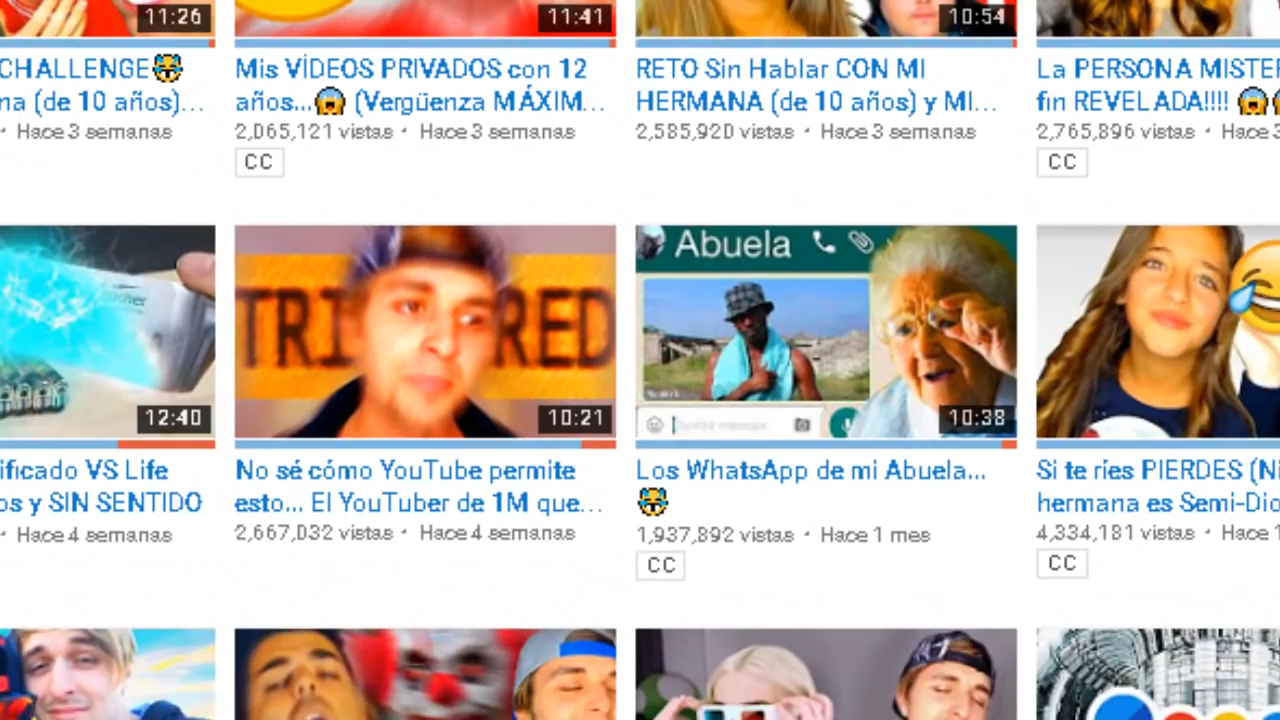 11:26
11:41
10:54
CHALLENGE😹
na (de 10 años)...
• Hace 3 semanas
Mis VÍDEOS PRIVADOS con 12
años...😱 (Vergüenza MÁXIM...
2,065,121 vistas • Hace 3 semanas
CC
RETO Sin Hablar CON MI
HERMANA (de 10 años) y MI...
2,585,920 vistas • Hace 3 semanas
La PERSONA MISTE
fin REVELADA!!!! 😱
2,765,896 vistas • Hace 3
CC
12:40
TRI RED
10:21
Abuela
10:38
ificado VS Life
os y SIN SENTIDO
• Hace 4 semanas
No sé cómo YouTube permite
esto... El YouTuber de 1M que...
2,667,032 vistas • Hace 4 semanas
Los WhatsApp de mi Abuela...
😹
1,937,892 vistas • Hace 1 mes
CC
Si te ríes PIERDES (Ni
hermana es Semi-Dio
4,334,181 vistas • Hace 1
CC